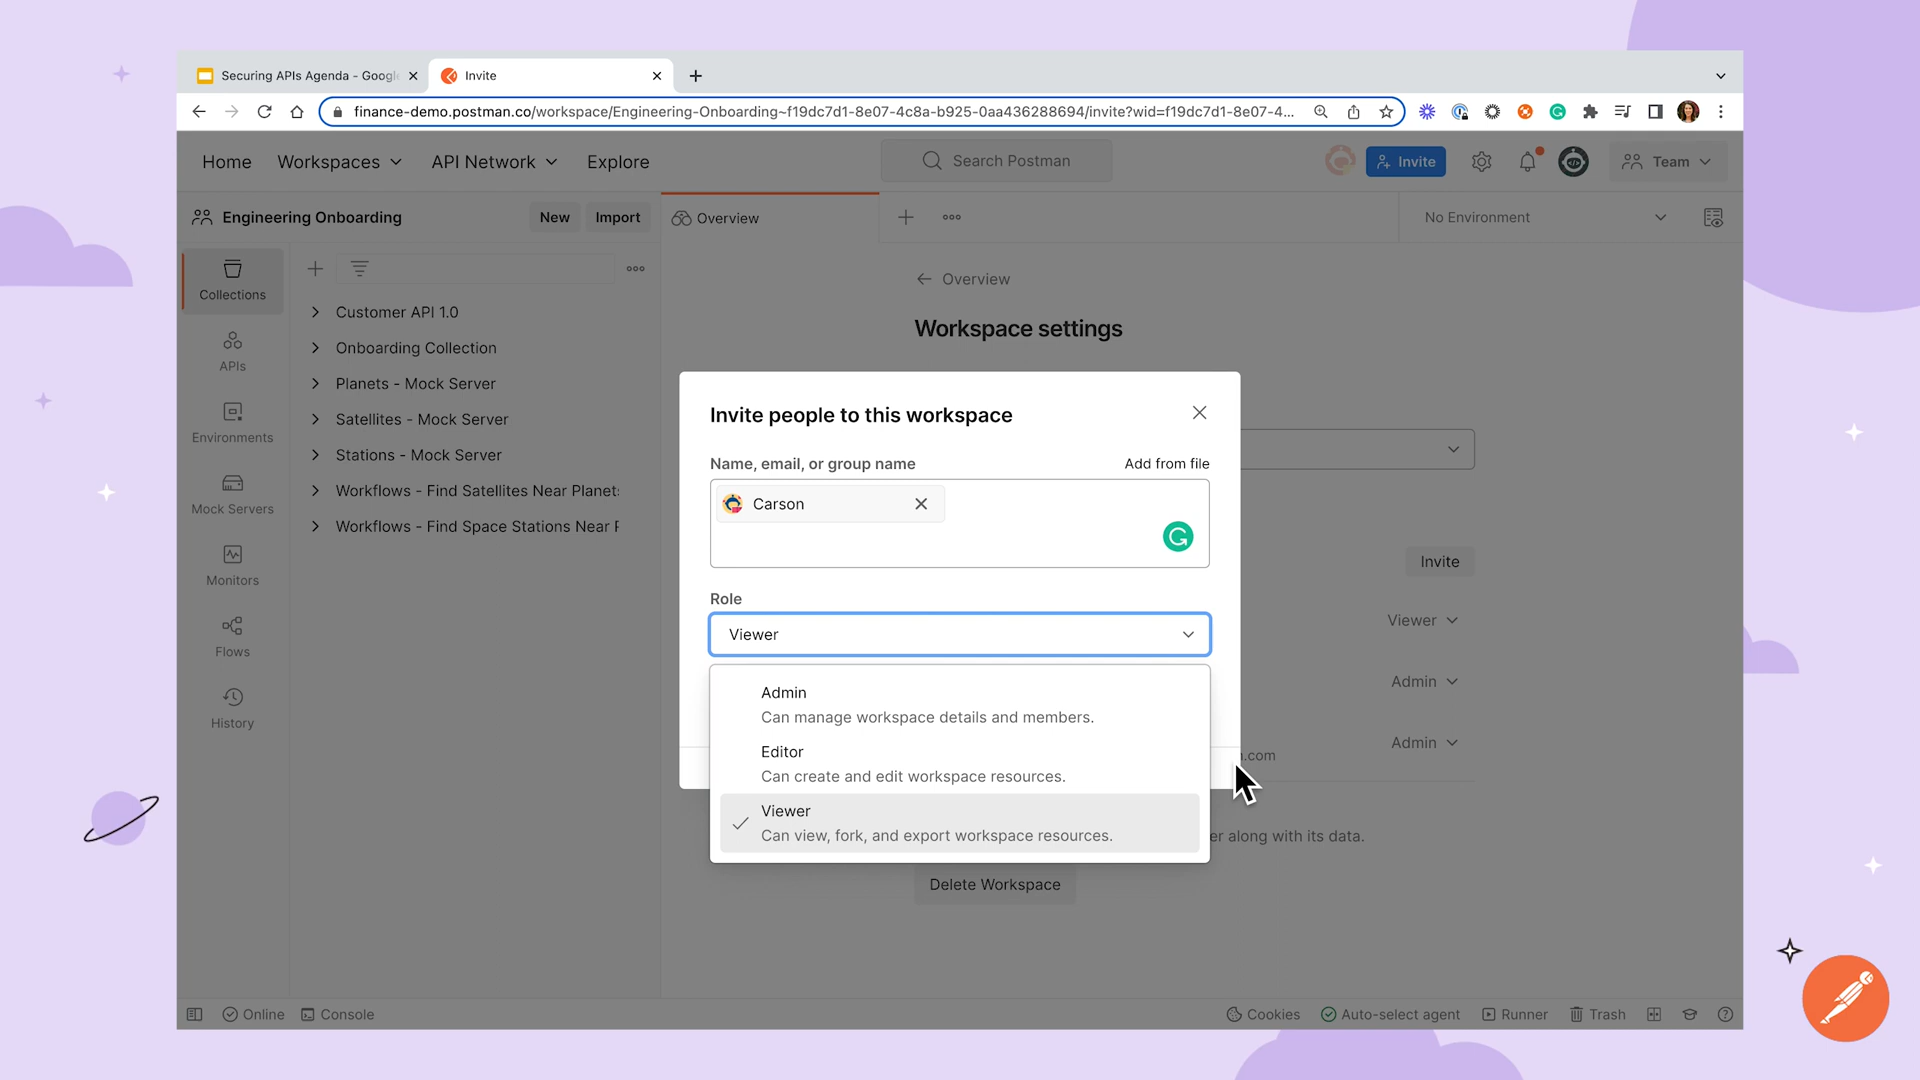 Securing APIs Agenda - Googl
Invite
finance-demo.postman.co/workspace/Engineering-Onboarding~f19dc7d1-8e07-4c8a-b925-0aa436288694/invite?wid=f19dc7d1-8e07-4...
Home
Workspaces
API Network
Explore
Search Postman
Invite
Team
Engineering Onboarding
New
Import
Overview
No Environment
Collections
APIs
Environments
Mock Servers
Monitors
Flows
History
Customer API 1.0
Onboarding Collection
Planets - Mock Server
Satellites - Mock Server
Stations - Mock Server
Workflows - Find Satellites Near Planet
Workflows - Find Space Stations Near
Overview
Workspace settings
Invite people to this workspace
Name, email, or group name
Add from file
Carson
Role
Viewer
Admin
Can manage workspace details and members.
Editor
Can create and edit workspace resources.
Viewer
Can view, fork, and export workspace resources.
Invite
Viewer
Admin
Admin
.com
er along with its data.
Delete Workspace
Online
Console
Cookies
Auto-select agent
Runner
Trash